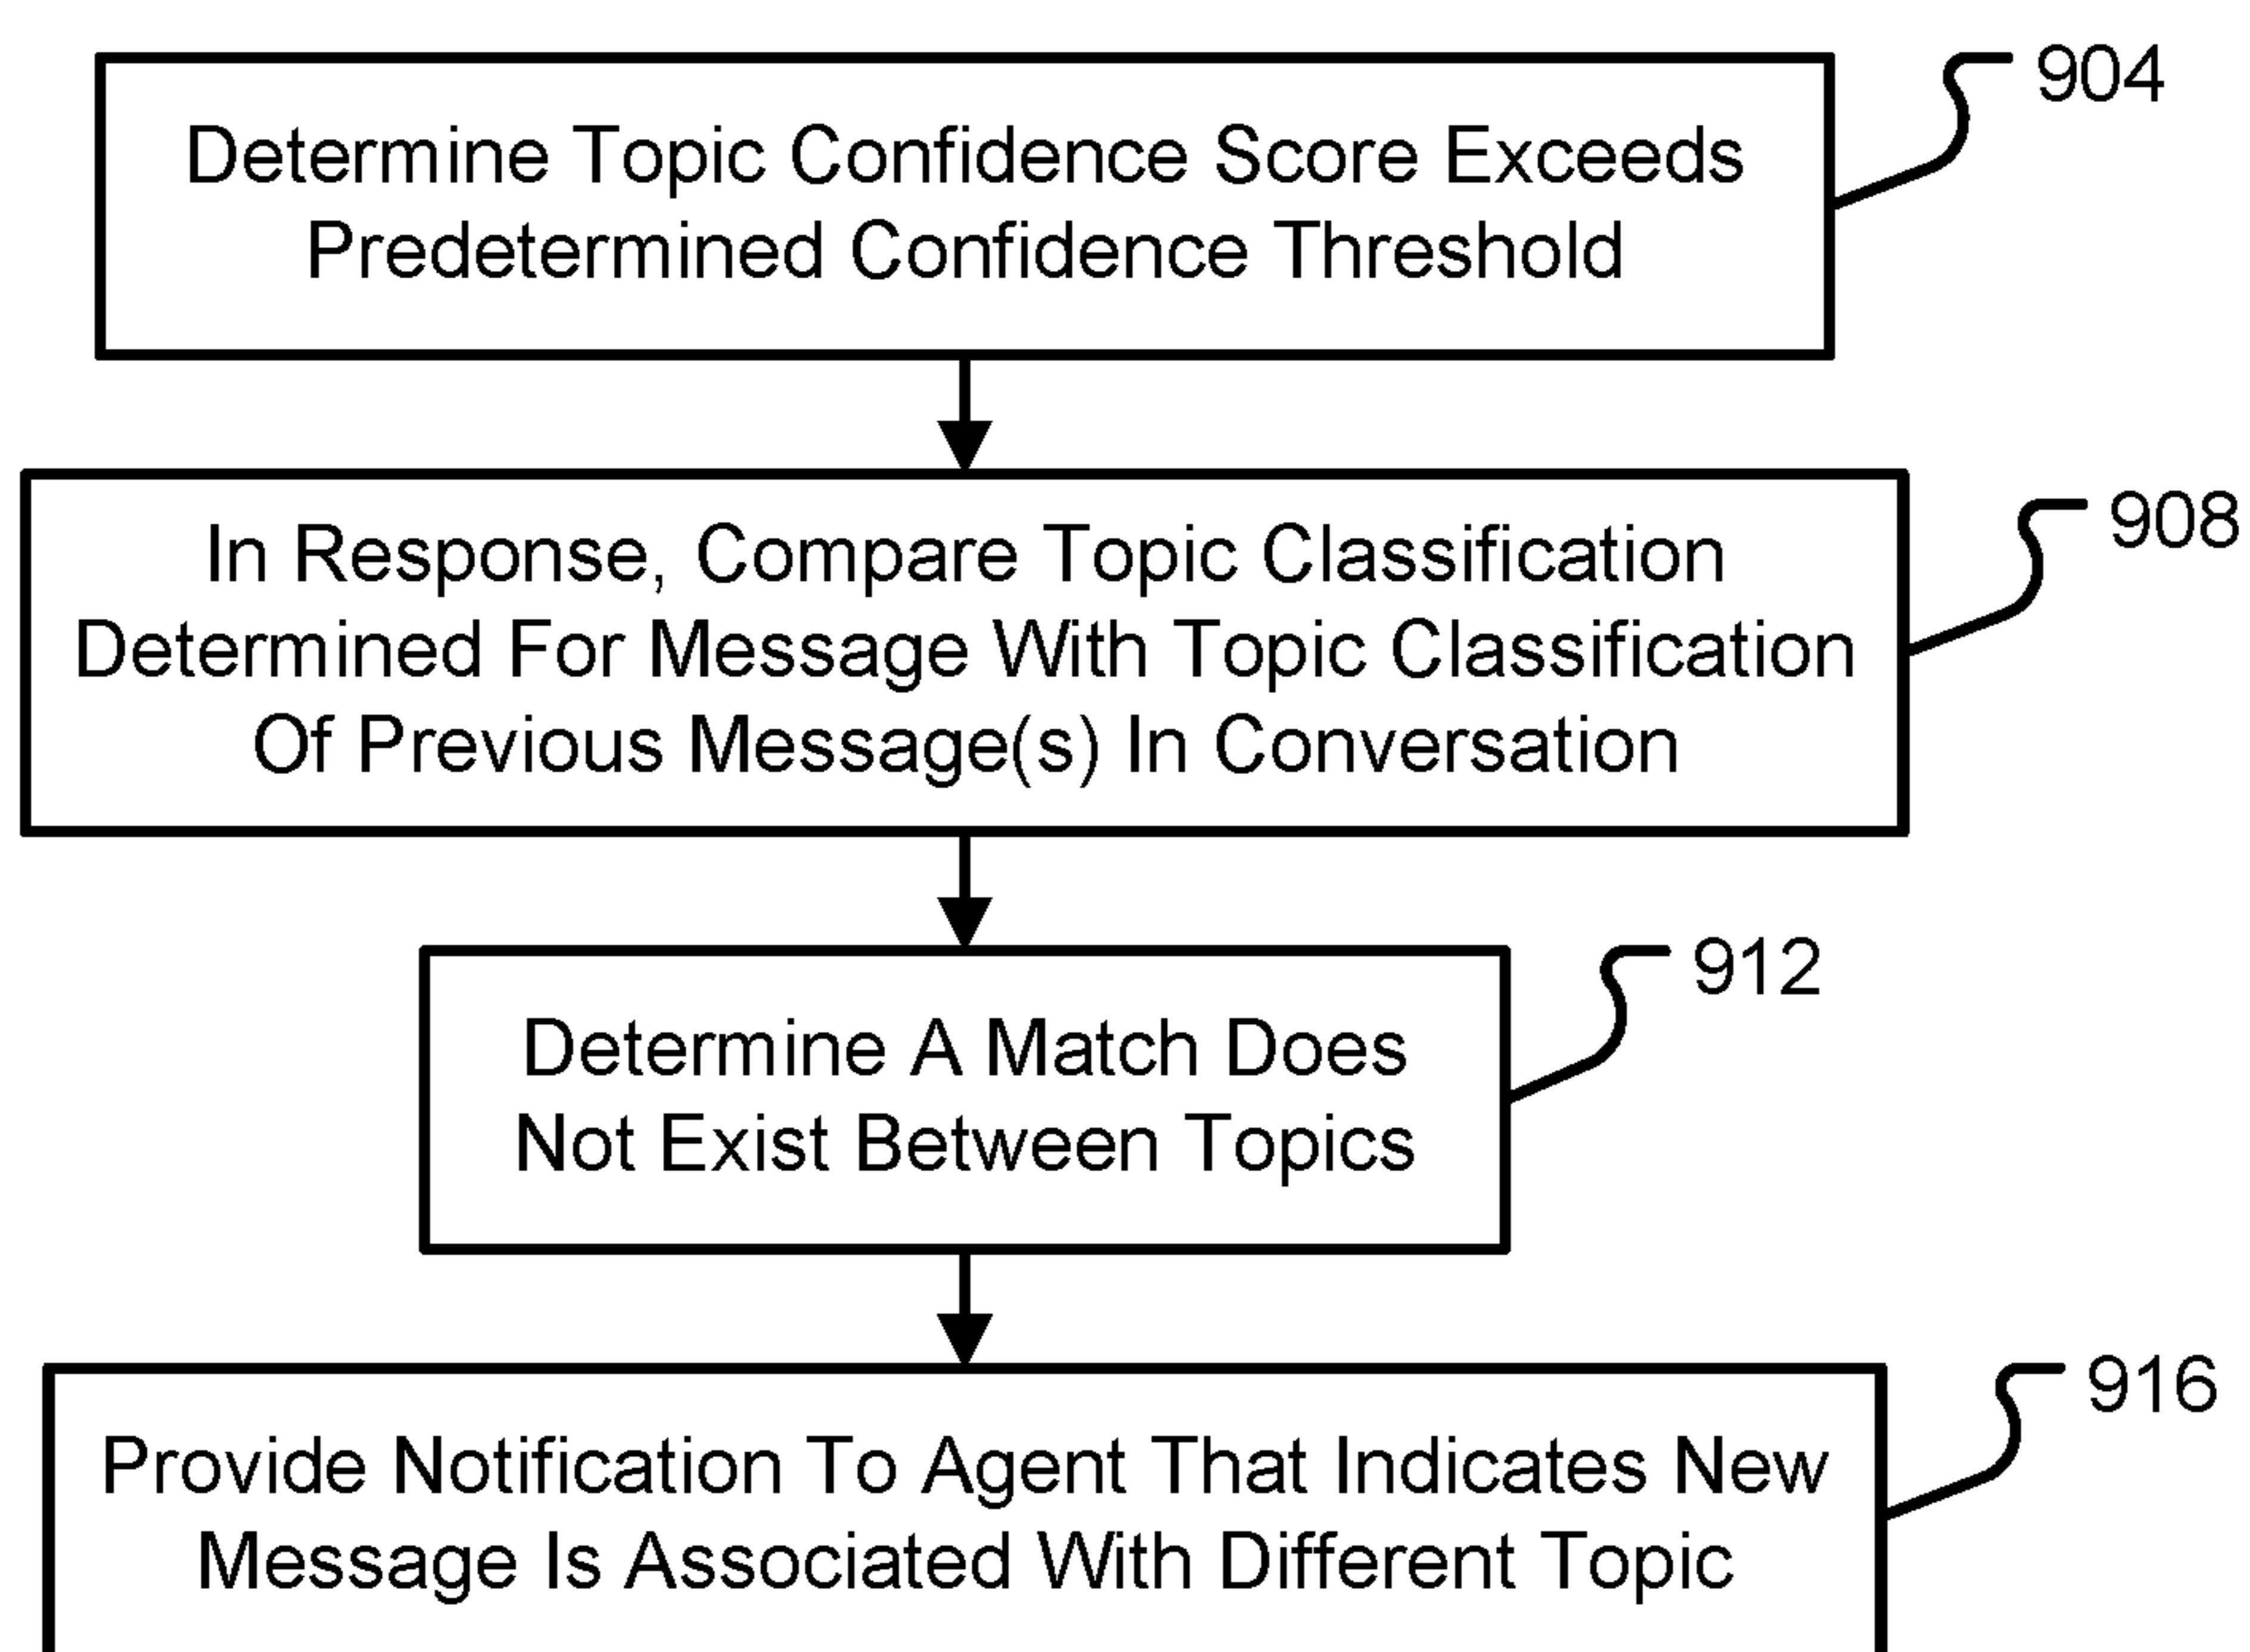 904
Determine Topic Confidence Score Exceeds
Predetermined Confidence Threshold
908
In Response, Compare Topic Classification
Determined For Message With Topic Classification
Of Previous Message(s) In Conversation
912
Determine A Match Does
Not Exist Between Topics
916
Provide Notification To Agent That Indicates New
Message Is Associated With Different Topic